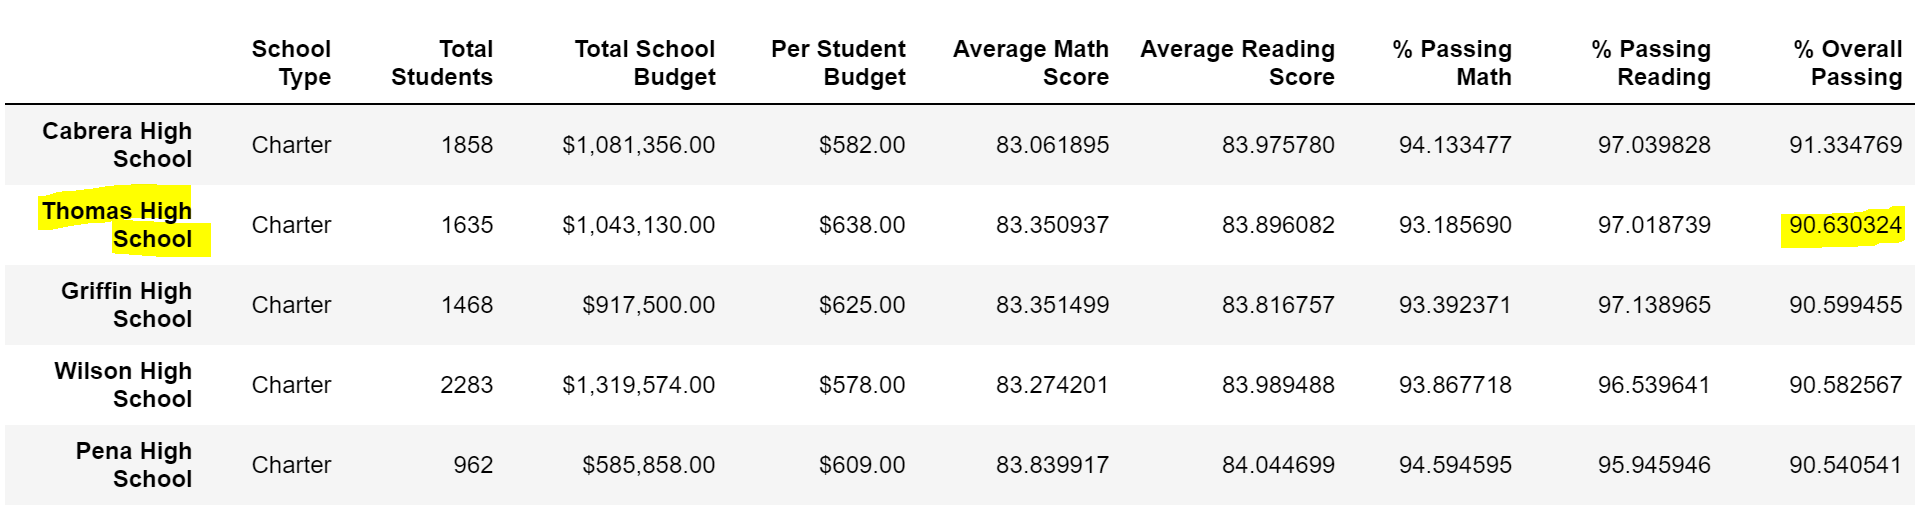 School Type Total Students Total School Budget Per Student Budget Average Math Score Average Reading Score % Passing Math % Passing Reading % Overall Passing
Cabrera High School Charter 1858 $1,081,356.00 $582.00 83.061895 83.975780 94.133477 97.039828 91.334769
Thomas High School Charter 1635 $1,043,130.00 $638.00 83.350937 83.896082 93.185690 97.018739 90.630324
Griffin High School Charter 1468 $917,500.00 $625.00 83.351499 83.816757 93.392371 97.138965 90.599455
Wilson High School Charter 2283 $1,319,574.00 $578.00 83.274201 83.989488 93.867718 96.539641 90.582567
Pena High School Charter 962 $585,858.00 $609.00 83.839917 84.044699 94.594595 95.945946 90.540541